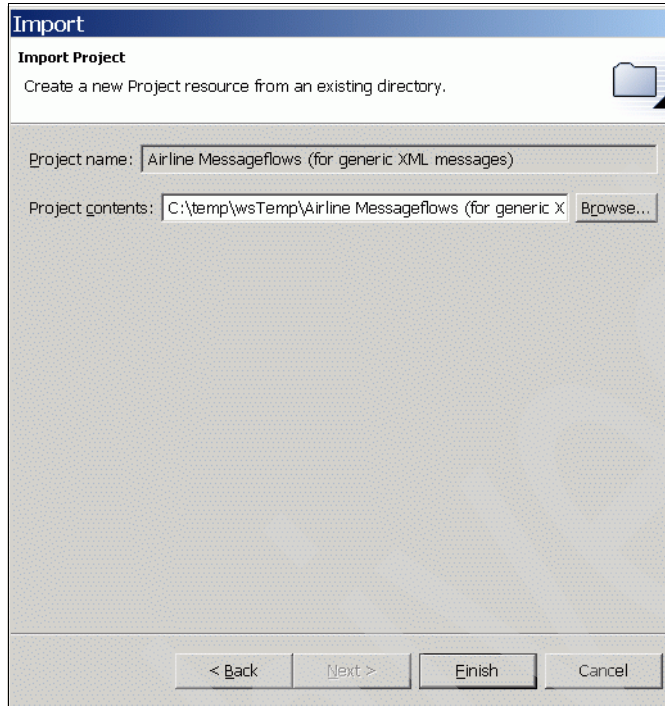 Import
Import Project
Create a new Project resource from an existing directory.
Project name: Airline Messageflows (for generic XML messages)
Project contents: C:\temp\wsTemp\Airline Messageflows (for generic X Browse...
< Back Next > Finish Cancel